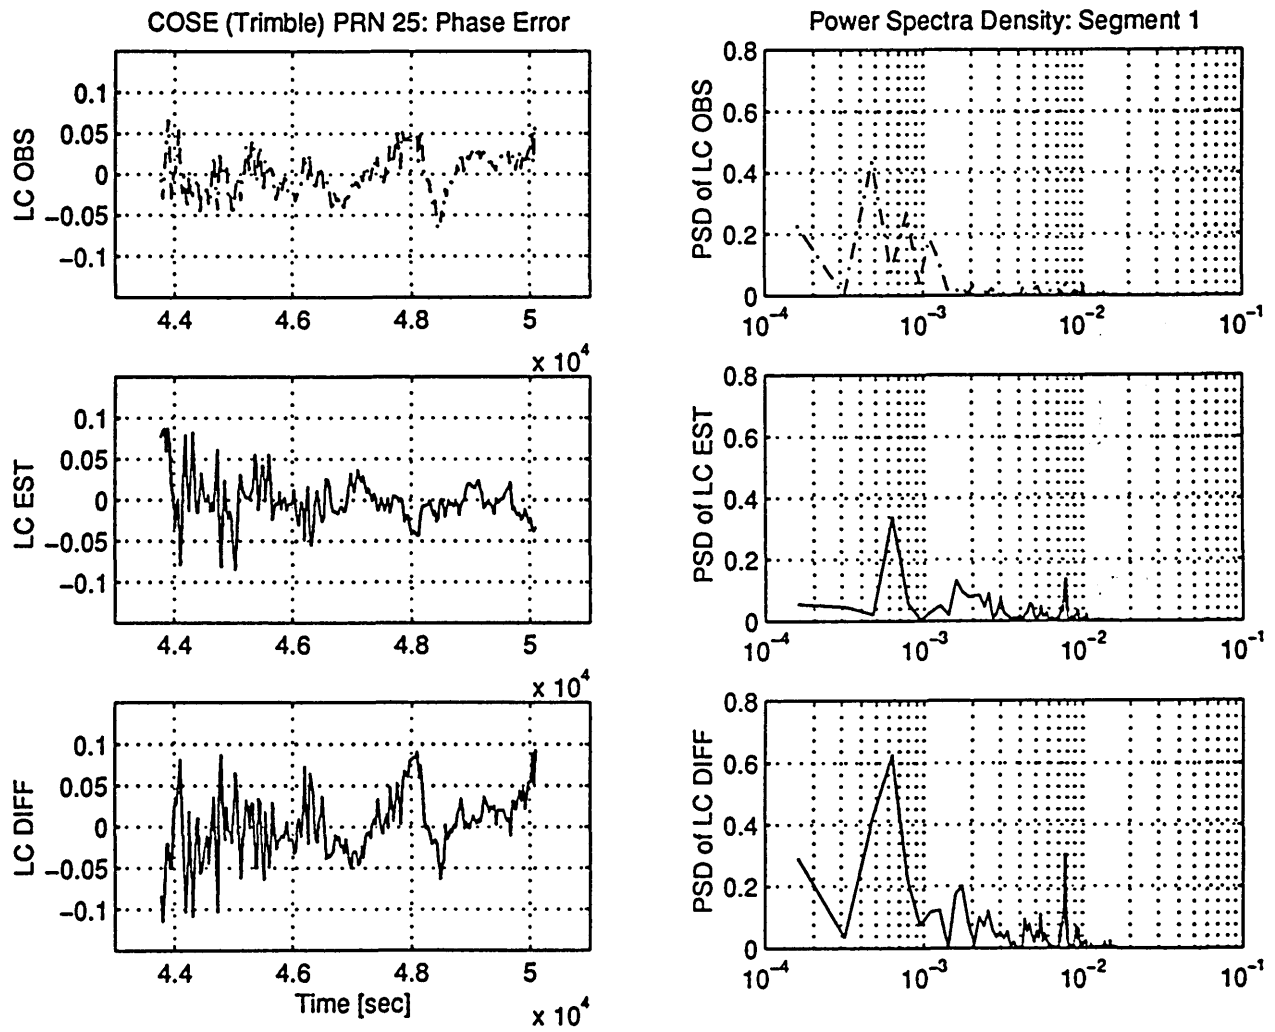 COSE (Trimble) PRN 25: Phase Error
LC OBS
0.1
0.05
0
−0.05
−0.1
4.4 4.6 4.8 5
x 10⁴
LC EST
0.1
0.05
0
−0.05
−0.1
4.4 4.6 4.8 5
x 10⁴
LC DIFF
0.1
0.05
0
−0.05
−0.1
4.4 4.6 4.8 5
Time [sec]
x 10⁴
Power Spectra Density: Segment 1
PSD of LC OBS
0.8
0.6
0.4
0.2
0
10⁻⁴ 10⁻³ 10⁻² 10⁻¹
PSD of LC EST
0.8
0.6
0.4
0.2
0
10⁻⁴ 10⁻³ 10⁻² 10⁻¹
PSD of LC DIFF
0.8
0.6
0.4
0.2
0
10⁻⁴ 10⁻³ 10⁻² 10⁻¹